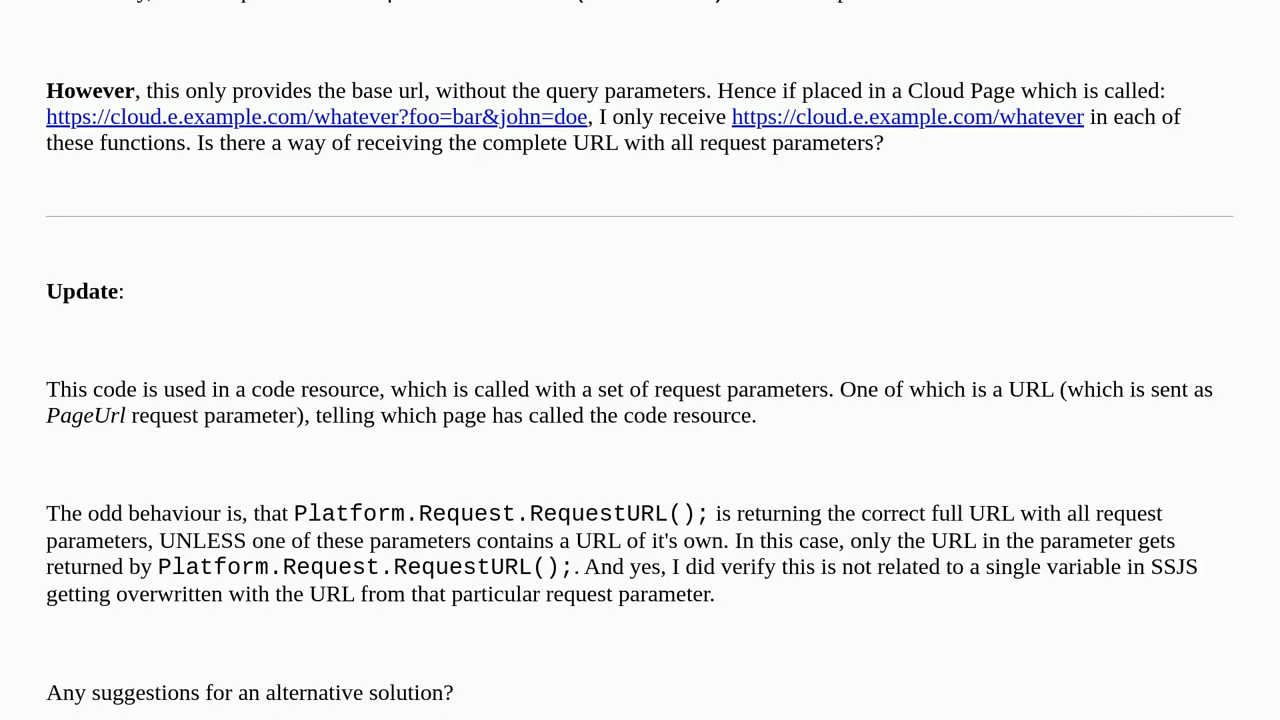 However, this only provides the base url, without the query parameters. Hence if placed in a Cloud Page which is called:
https://cloud.e.example.com/whatever?foo=bar&john=doe, I only receive https://cloud.e.example.com/whatever in each of
these functions. Is there a way of receiving the complete URL with all request parameters?
Update:
This code is used in a code resource, which is called with a set of request parameters. One of which is a URL (which is sent as
PageUrl request parameter), telling which page has called the code resource.
The odd behaviour is, that Platform.Request.RequestURL(); is returning the correct full URL with all request
parameters, UNLESS one of these parameters contains a URL of it's own. In this case, only the URL in the parameter gets
returned by Platform.Request.RequestURL();. And yes, I did verify this is not related to a single variable in SSJS
getting overwritten with the URL from that particular request parameter.
Any suggestions for an alternative solution?